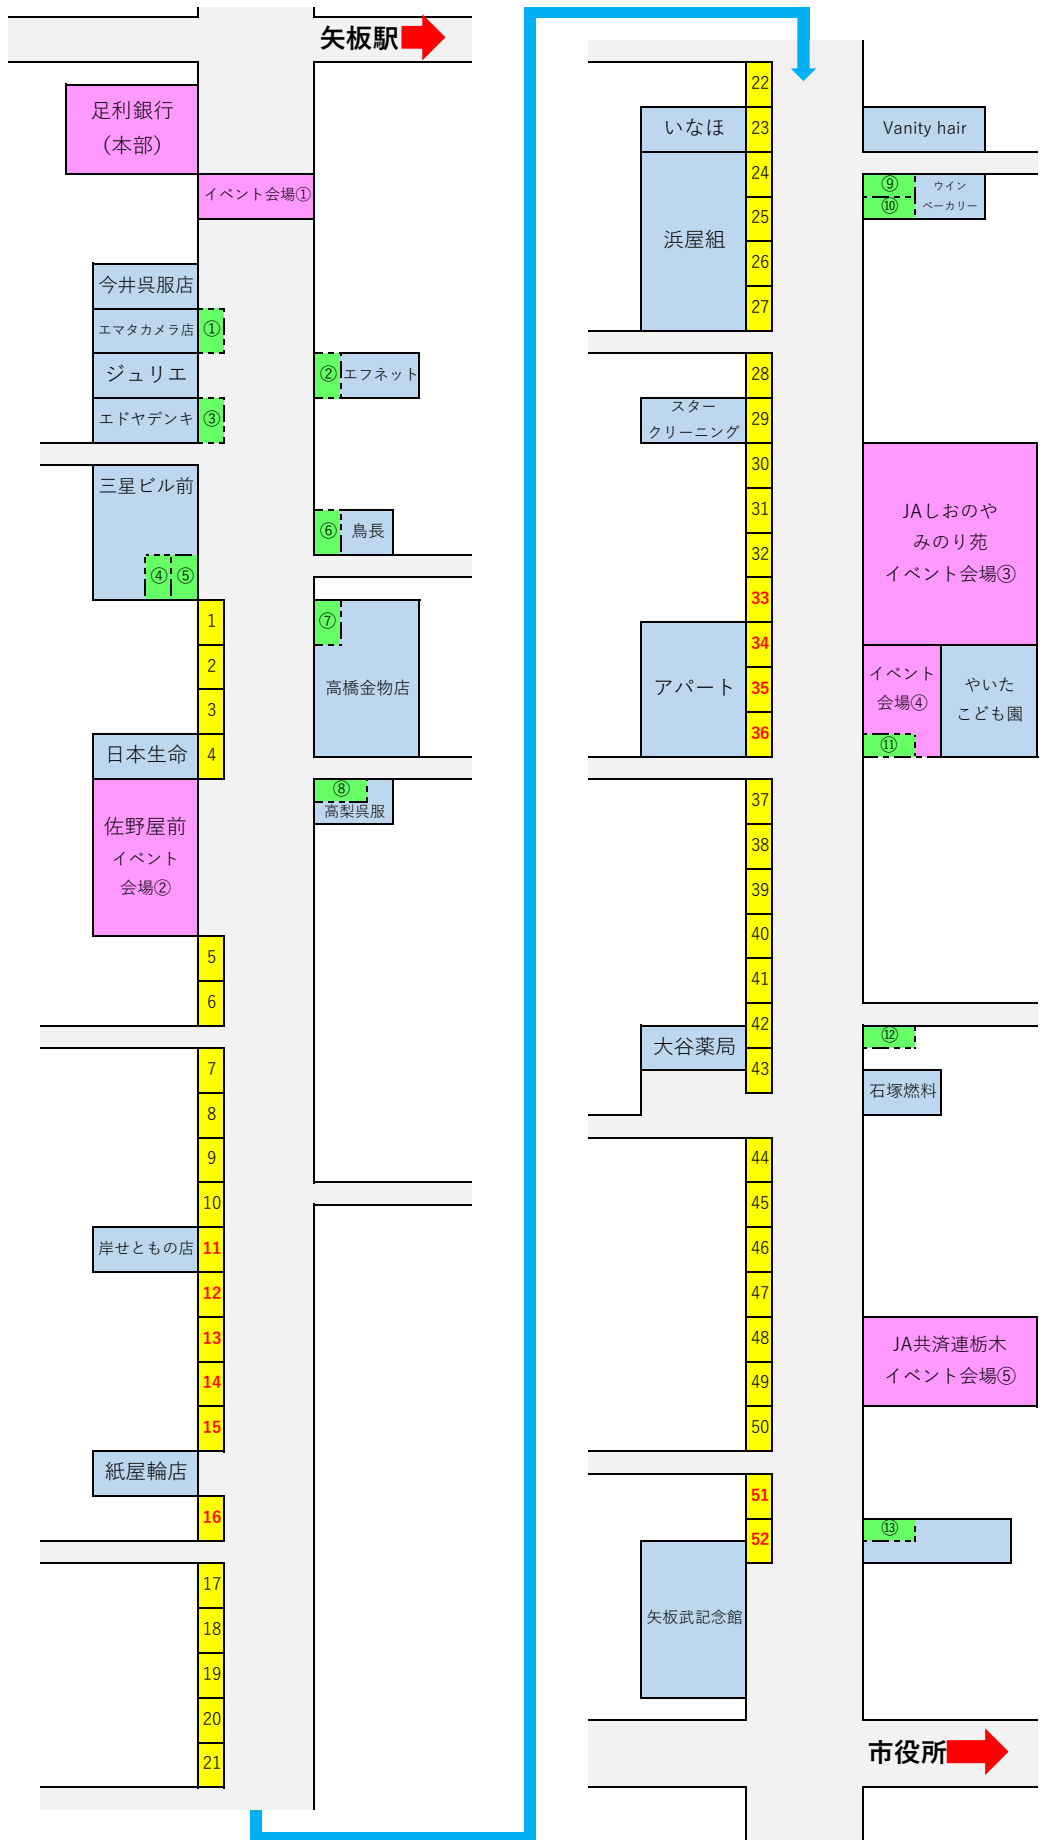 矢板駅
足利銀行
（本部）
イベント会場①
今井呉服店
エマタカメラ店
①
ジュリエ
②
エフネット
エドヤデンキ
③
三星ビル前
⑥
鳥長
④
⑤
1
⑦
2
高橋金物店
3
日本生命
4
⑧
高梨呉服
佐野屋前
イベント
会場②
5
6
7
8
9
10
岸せともの店
11
12
13
14
15
紙屋輪店
16
17
18
19
20
21
22
いなほ
23
Vanity hair
24
⑨
ウイン
⑩
ベーカリー
浜屋組
25
26
27
28
スター
クリーニング
29
30
JAしおのや
みのり苑
イベント会場③
31
32
33
アパート
34
35
36
イベント
会場④
やいた
こども園
⑪
37
38
39
40
41
大谷薬局
42
⑫
43
石塚燃料
44
45
46
47
48
JA共済連栃木
イベント会場⑤
49
50
51
52
⑬
矢板武記念館
市役所